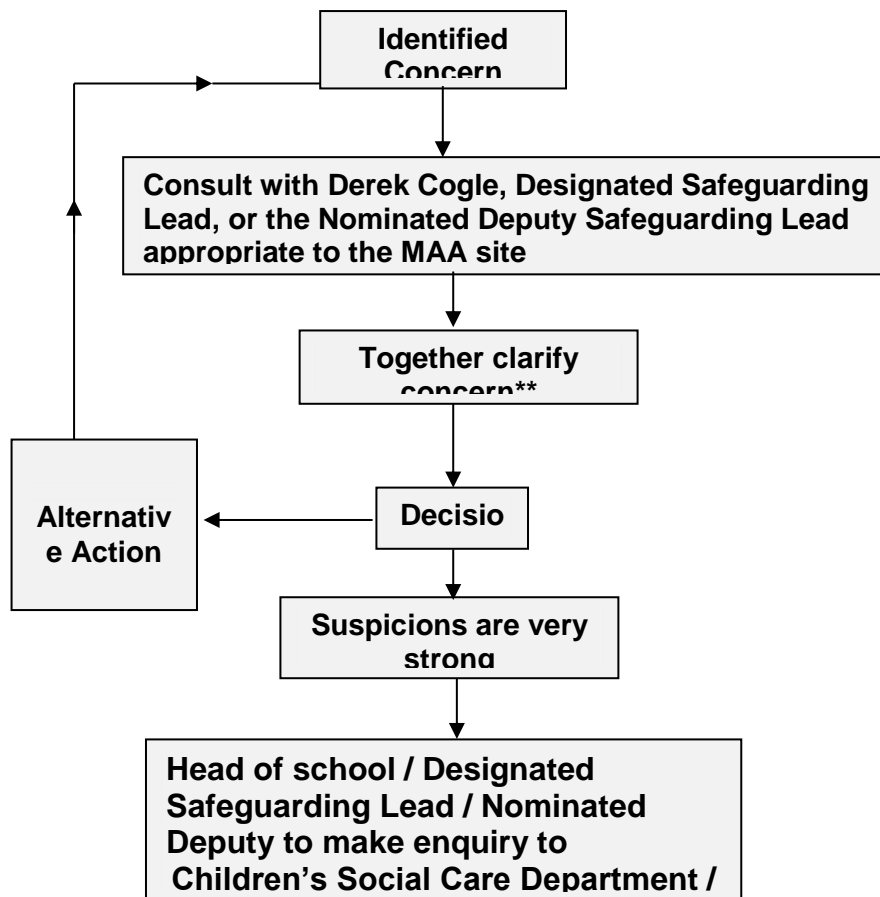 Identified
Concern
Consult with Derek Cogle, Designated Safeguarding
Lead, or the Nominated Deputy Safeguarding Lead
appropriate to the MAA site
Together clarify
concern**
Alternativ
e Action
Decisio
Suspicions are very
strong
Head of school / Designated
Safeguarding Lead / Nominated
Deputy to make enquiry to
Children’s Social Care Department /